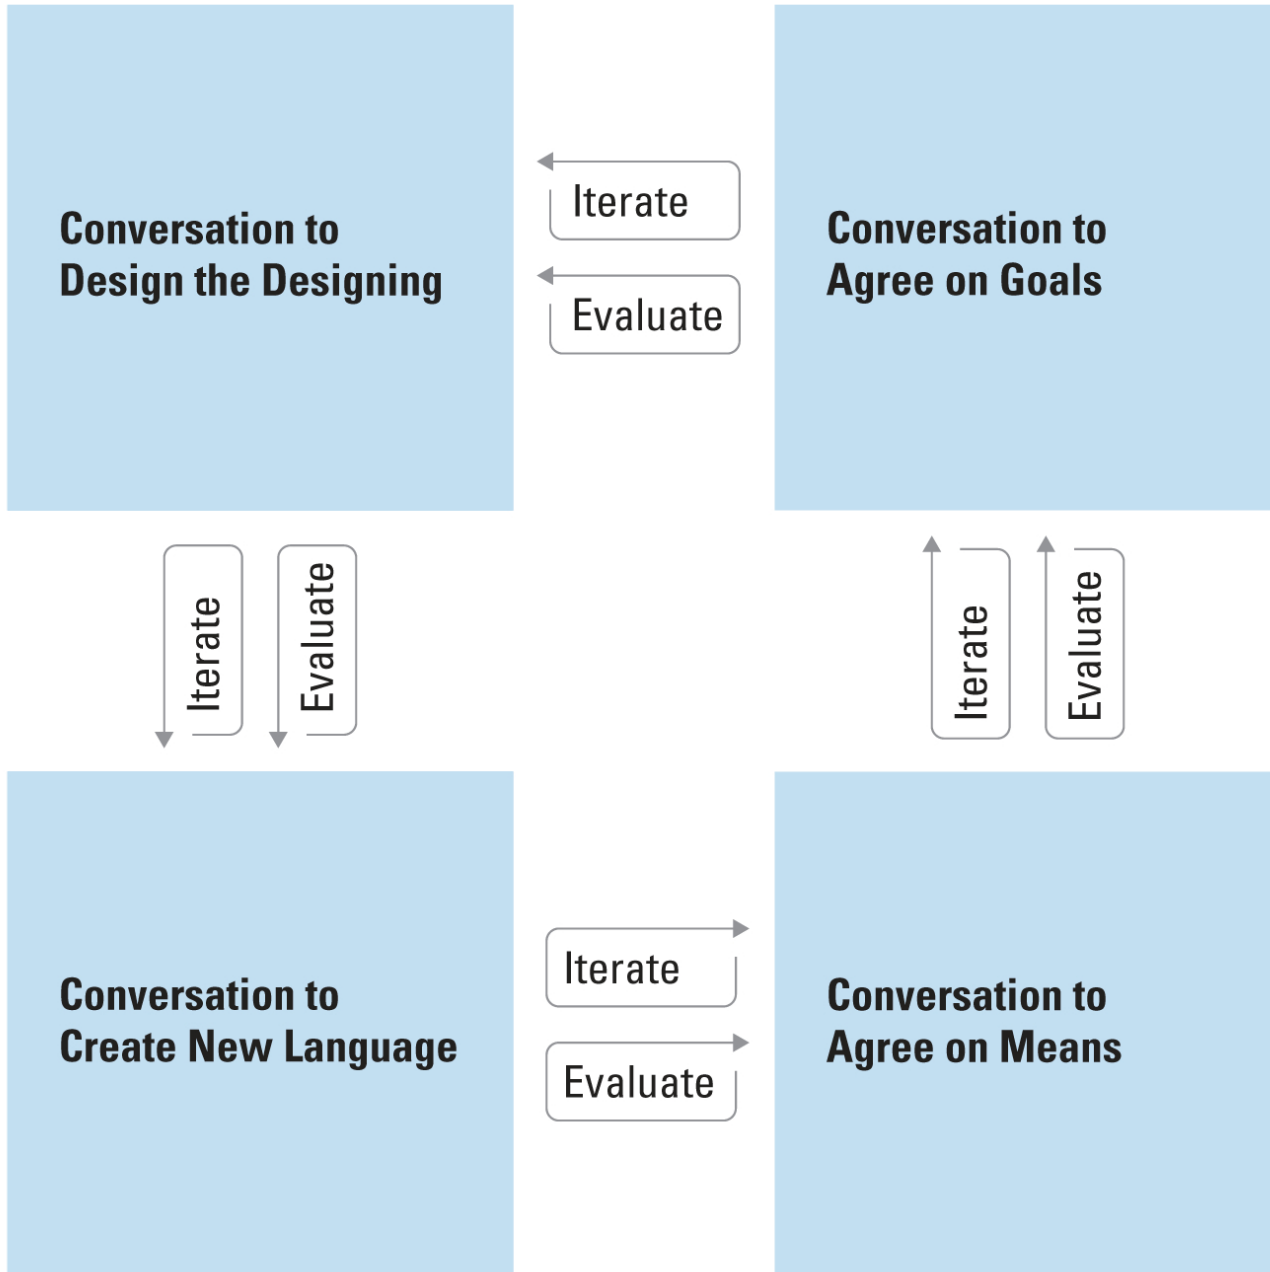 Conversation to
Design the Designing
Iterate
Evaluate
Conversation to
Agree on Goals
Iterate
Evaluate
Iterate
Evaluate
Conversation to
Create New Language
Iterate
Evaluate
Conversation to
Agree on Means